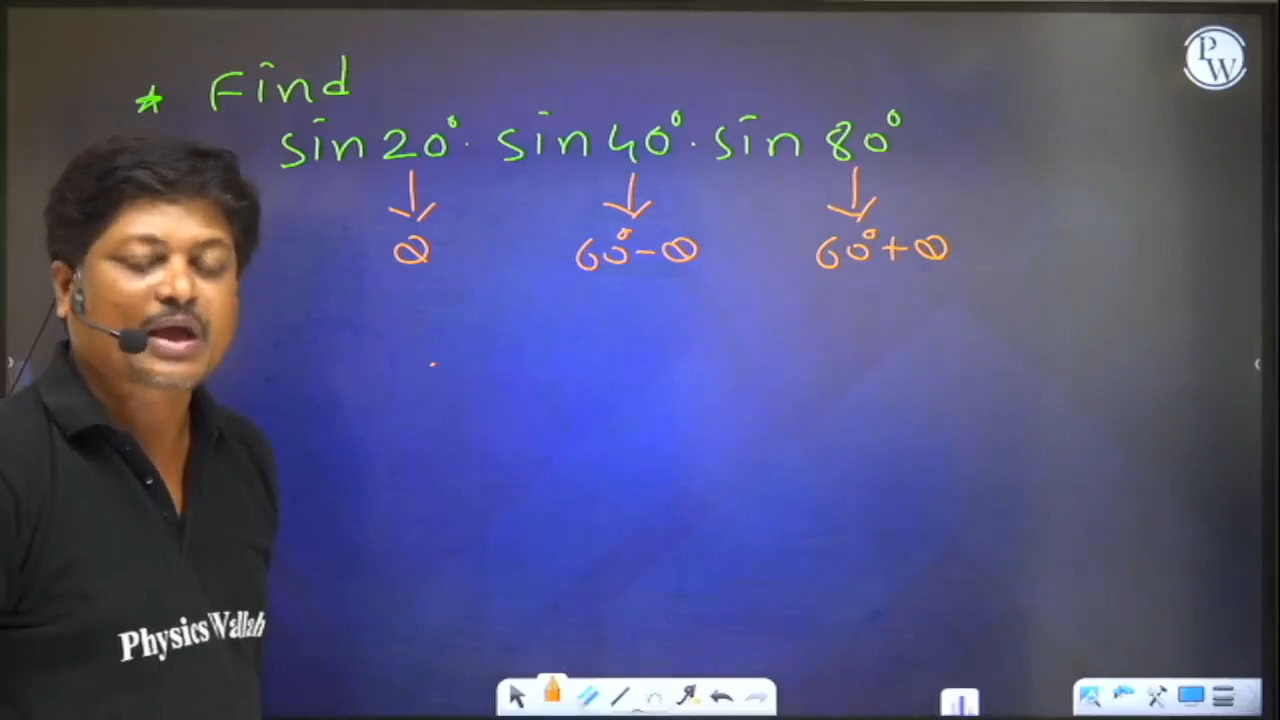 * Find
sin 20° · sin 40° · sin 80°
θ 60° - θ 60° + θ
PW
Physics Wallah